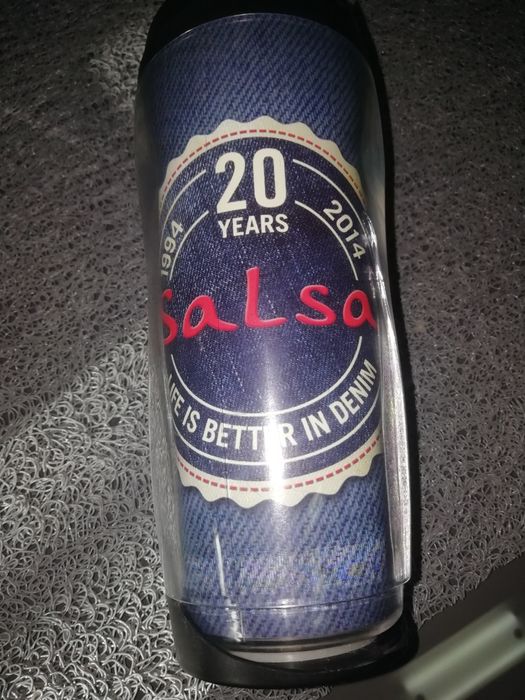 20
YEARS
1994
2014
Salsa
LIFE IS BETTER IN DENIM